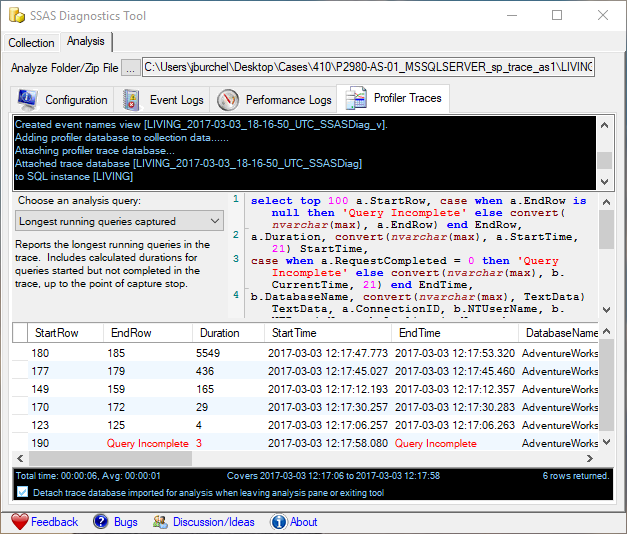 SSAS Diagnostics Tool
Collection Analysis
Analyze Folder/Zip File ... C:\Users\jburchel\Desktop\Cases\410\P2980-AS-01_MSSQLSERVER_sp_trace_as1\LIVING
Configuration Event Logs Performance Logs Profiler Traces
Created event names view [LIVING_2017-03-03_18-16-50_UTC_SSASDiag_v].
Adding profiler database to collection data......
Attaching profiler trace database...
Attached trace database [LIVING_2017-03-03_18-16-50_UTC_SSASDiag]
to SQL instance [LIVING]
Choose an analysis query:
Longest running queries captured
Reports the longest running queries in the
trace. Includes calculated durations for
queries started but not completed in the
trace, up to the point of capture stop.
1 select top 100 a.StartRow, case when a.EndRow is
null then 'Query Incomplete' else convert(
nvarchar(max), a.EndRow) end EndRow,
2 a.Duration, convert(nvarchar(max), a.StartTime,
21) StartTime,
3 case when a.RequestCompleted = 0 then 'Query
Incomplete' else convert(nvarchar(max), b.
CurrentTime, 21) end EndTime,
4 b.DatabaseName, convert(nvarchar(max), TextData)
TextData, a.ConnectionID, b.NTUserName, b.
StartRow EndRow Duration StartTime EndTime DatabaseName
180 185 5549 2017-03-03 12:17:47.773 2017-03-03 12:17:53.320 AdventureWorks
177 179 436 2017-03-03 12:17:45.027 2017-03-03 12:17:45.460 AdventureWorks
149 159 165 2017-03-03 12:17:12.193 2017-03-03 12:17:12.357 AdventureWorks
170 172 29 2017-03-03 12:17:30.257 2017-03-03 12:17:30.283 AdventureWorks
123 125 4 2017-03-03 12:17:06.257 2017-03-03 12:17:06.263 AdventureWorks
190 Query Incomplete 3 2017-03-03 12:17:58.080 Query Incomplete AdventureWorks
Total time: 00:00:06, Avg: 00:00:01 Covers 2017-03-03 12:17:06 to 2017-03-03 12:17:58 6 rows returned.
Detach trace database imported for analysis when leaving analysis pane or exiting tool
Feedback Bugs Discussion/Ideas About